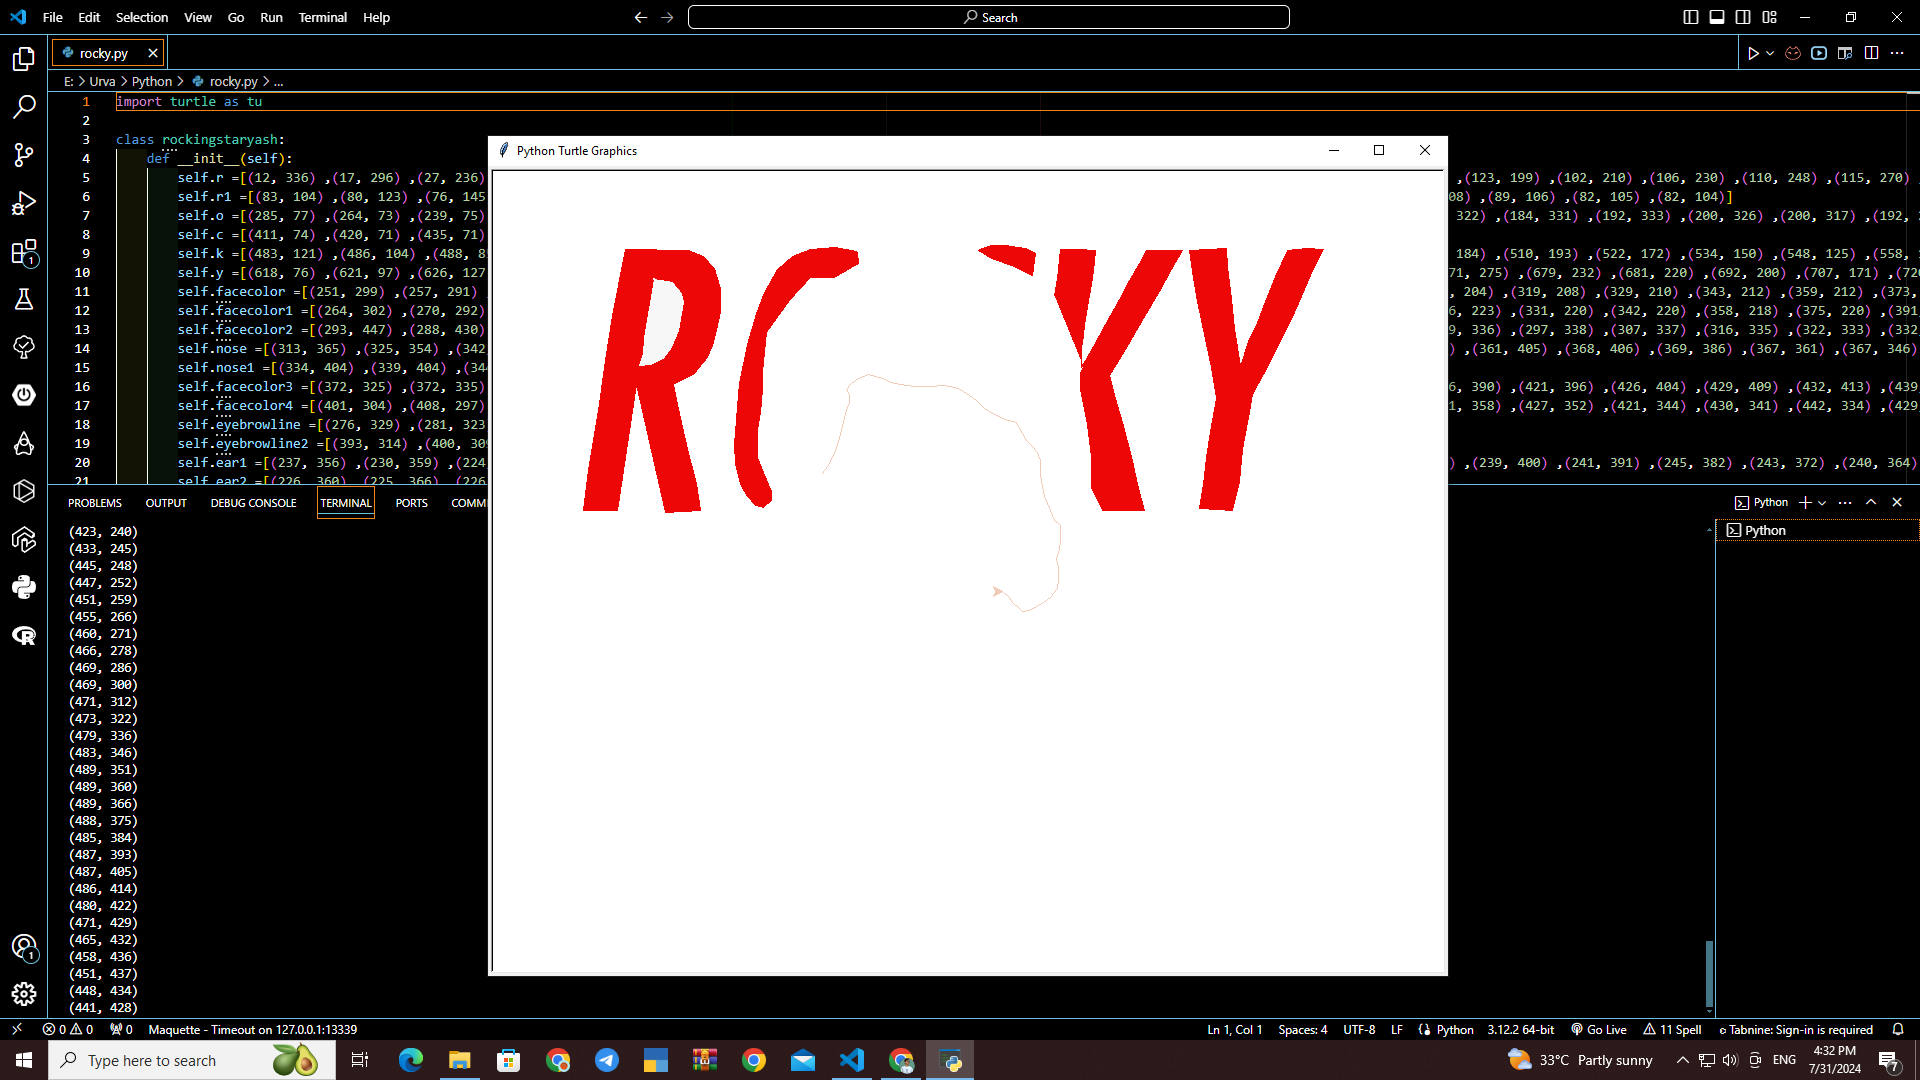 File Edit Selection View Go Run Terminal Help
Search
rocky.py
E: > Urva > Python > rocky.py > ...
1 import turtle as tu
2
3 class rockingstaryash:
4 def __init__(self):
5 self.r =[(12, 336) ,(17, 296) ,(27, 236) ,(123, 199) ,(102, 210) ,(106, 230) ,(110, 248) ,(115, 270)
6 self.r1 =[(83, 104) ,(80, 123) ,(76, 145 08) ,(89, 106) ,(82, 105) ,(82, 104)]
7 self.o =[(285, 77) ,(264, 73) ,(239, 75) 322) ,(184, 331) ,(192, 333) ,(200, 326) ,(200, 317) ,(192,
8 self.c =[(411, 74) ,(420, 71) ,(435, 71)
9 self.k =[(483, 121) ,(486, 104) ,(488, 184) ,(510, 193) ,(522, 172) ,(534, 150) ,(548, 125) ,(558,
10 self.y =[(618, 76) ,(621, 97) ,(626, 127 71, 275) ,(679, 232) ,(681, 220) ,(692, 200) ,(707, 171)
11 self.facecolor =[(251, 299) ,(257, 291) 204) ,(319, 208) ,(329, 210) ,(343, 212) ,(359, 212) ,(373,
12 self.facecolor1 =[(264, 302) ,(270, 292) 223) ,(331, 220) ,(342, 220) ,(358, 218) ,(375, 220) ,(391
13 self.facecolor2 =[(293, 447) ,(288, 430) 336) ,(297, 338) ,(307, 337) ,(316, 335) ,(322, 333) ,(332
14 self.nose =[(313, 365) ,(325, 354) ,(342 ) ,(361, 405) ,(368, 406) ,(369, 386) ,(367, 361) ,(367, 346)
15 self.nose1 =[(334, 404) ,(339, 404)
16 self.facecolor3 =[(372, 325) ,(372, 335) 390) ,(421, 396) ,(426, 404) ,(429, 409) ,(432, 413) ,(439
17 self.facecolor4 =[(401, 304) ,(408, 297) 358) ,(427, 352) ,(421, 344) ,(430, 341) ,(442, 334) ,(429
18 self.eyebrowline =[(276, 329) ,(281, 323
19 self.eyebrowline2 =[(393, 314) ,(400, 309
20 self.ear1 =[(237, 356) ,(230, 359) ,(224 ) ,(239, 400) ,(241, 391) ,(245, 382) ,(243, 372) ,(240, 364)
21 self.ear2 =[(226, 360) ,(225, 366) ,(226
Python Turtle Graphics
ROCKY
PROBLEMS OUTPUT DEBUG CONSOLE TERMINAL PORTS COMM
Python
Python
(423, 240)
(433, 245)
(445, 248)
(447, 252)
(451, 259)
(455, 266)
(460, 271)
(466, 278)
(469, 286)
(469, 300)
(471, 312)
(473, 322)
(479, 336)
(483, 346)
(489, 351)
(489, 360)
(489, 366)
(488, 375)
(485, 384)
(487, 393)
(487, 405)
(486, 414)
(480, 422)
(471, 429)
(465, 432)
(458, 436)
(451, 437)
(448, 434)
(441, 428)
0 0 0 Maquette - Timeout on 127.0.0.1:13339 Ln 1, Col 1 Spaces: 4 UTF-8 LF Python 3.12.2 64-bit Go Live 11 Spell Tabnine: Sign-in is required
Type here to search 33°C Partly sunny ENG 4:32 PM
7/31/2024 7